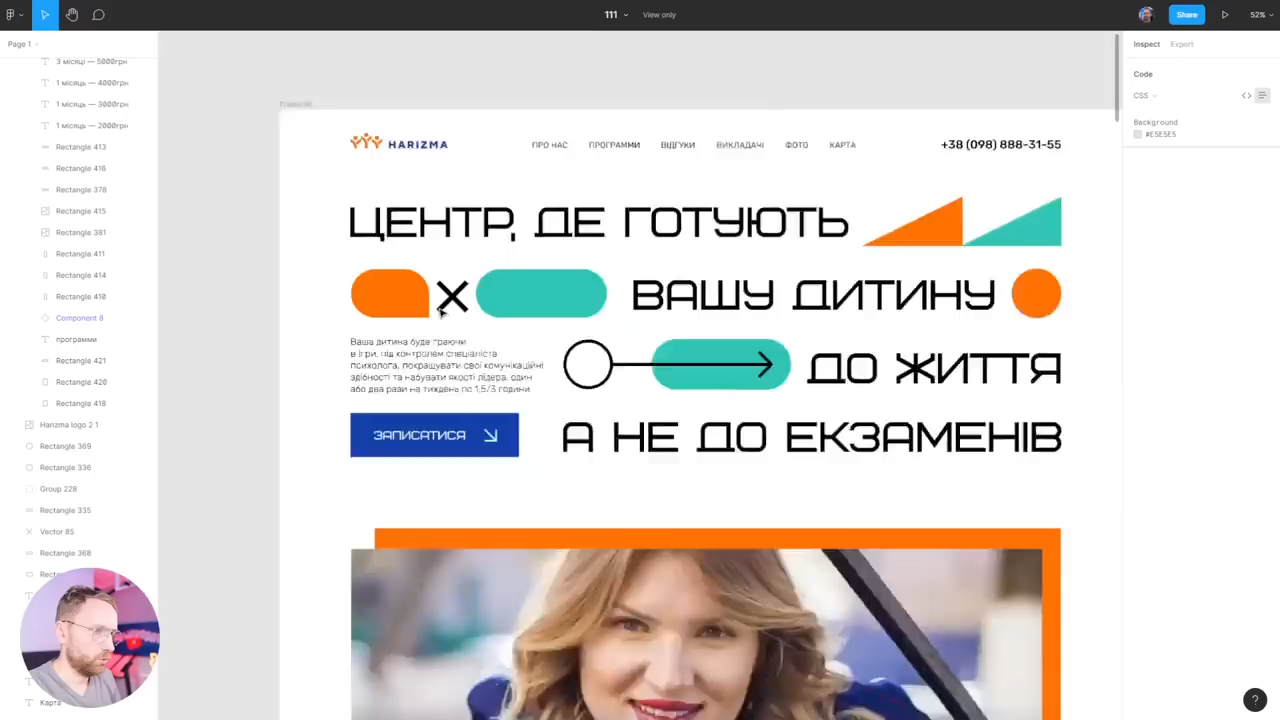 111
View only
Share
52%
Page 1
Inspect
Export
3 місяці — 5000грн
1 місяць — 4000грн
1 місяць — 3000грн
1 місяць — 2000грн
Rectangle 413
Rectangle 416
Rectangle 378
Rectangle 415
Rectangle 381
Rectangle 411
Rectangle 414
Rectangle 410
Component 8
програми
Rectangle 421
Rectangle 420
Rectangle 418
Harizma logo 2 1
Rectangle 369
Rectangle 336
Group 228
Rectangle 335
Vector 85
Rectangle 368
Карта
Code
CSS
Background
#E5E5E5
HARIZMA
ПРО НАС
ПРОГРАММИ
ВІДГУКИ
ВИКЛАДАЧІ
ФОТО
КАРТА
+38 (098) 888-31-55
ЦЕНТР, ДЕ ГОТУЮТЬ
ВАШУ ДИТИНУ
Ваша дитина буде граючи
в ігри, під контролем спеціаліста
психолога, покращувати свої комунікаційні
здібності та набувати якості лідера, один
або два рази на тиждень по 1,5/3 години
ДО ЖИТТЯ
ЗАПИСАТИСЯ
А НЕ ДО ЕКЗАМЕНІВ
?